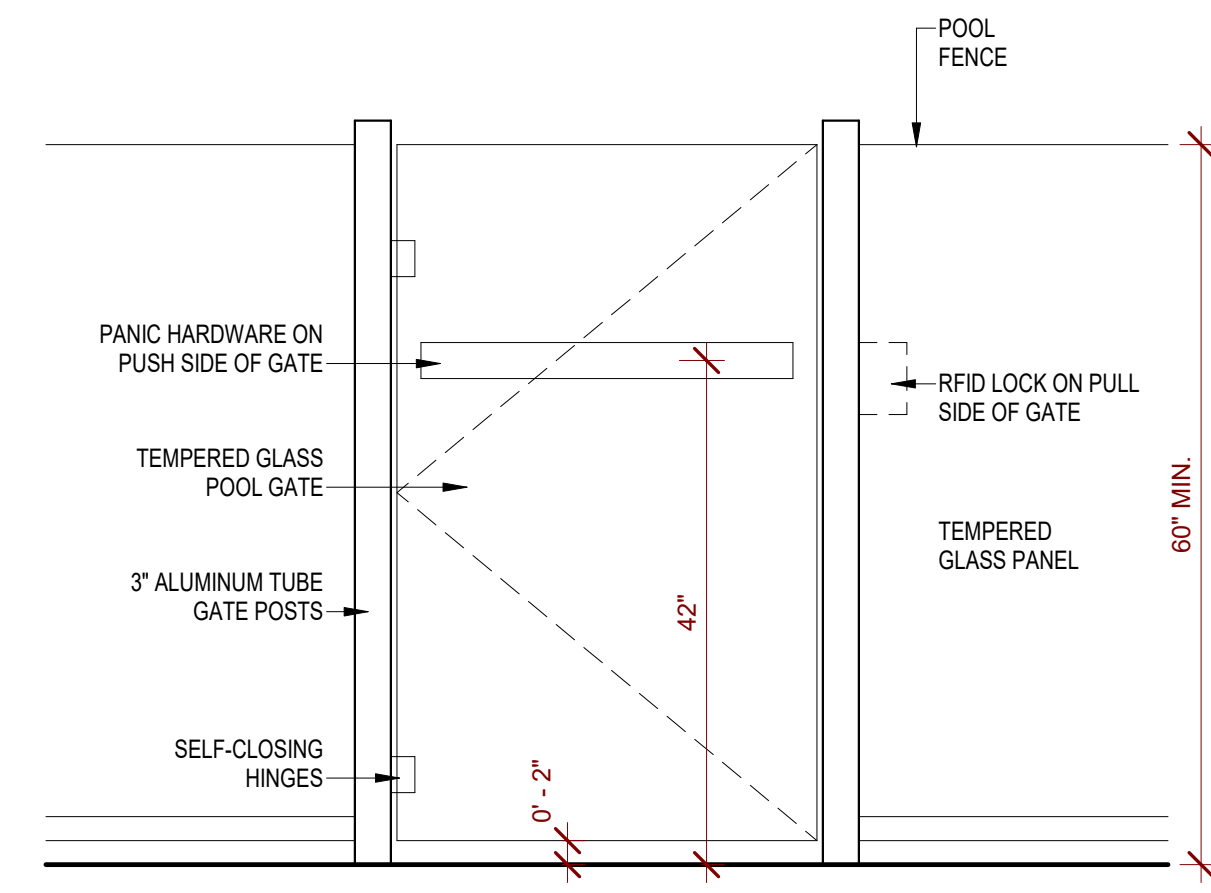 POOL
FENCE
PANIC HARDWARE ON
PUSH SIDE OF GATE
RFID LOCK ON PULL
SIDE OF GATE
TEMPERED GLASS
POOL GATE
60" MIN.
TEMPERED
GLASS PANEL
3" ALUMINUM TUBE
GATE POSTS
42"
SELF-CLOSING
HINGES
0' - 2"